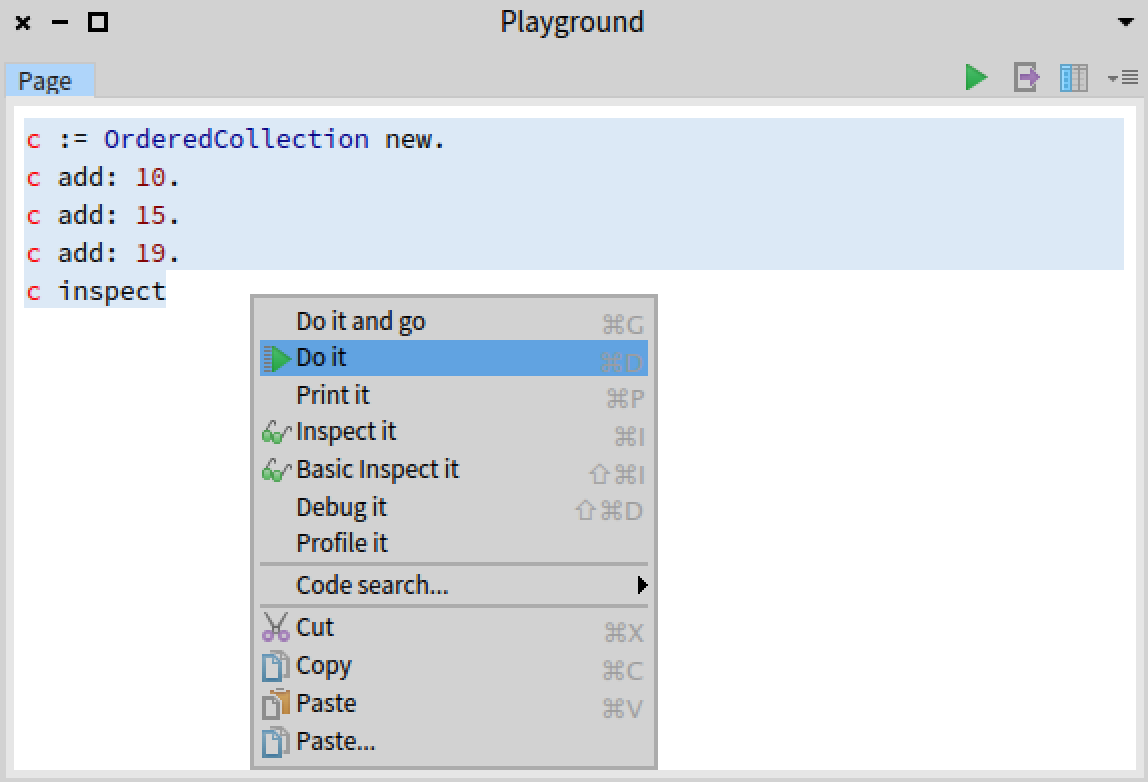 Playground
Page
c := OrderedCollection new.
c add: 10.
c add: 15.
c add: 19.
c inspect
Do it and go ⌘G
Do it ⌘D
Print it ⌘P
Inspect it ⌘I
Basic Inspect it ⇧⌘I
Debug it ⇧⌘D
Profile it
Code search...
Cut ⌘X
Copy ⌘C
Paste ⌘V
Paste...